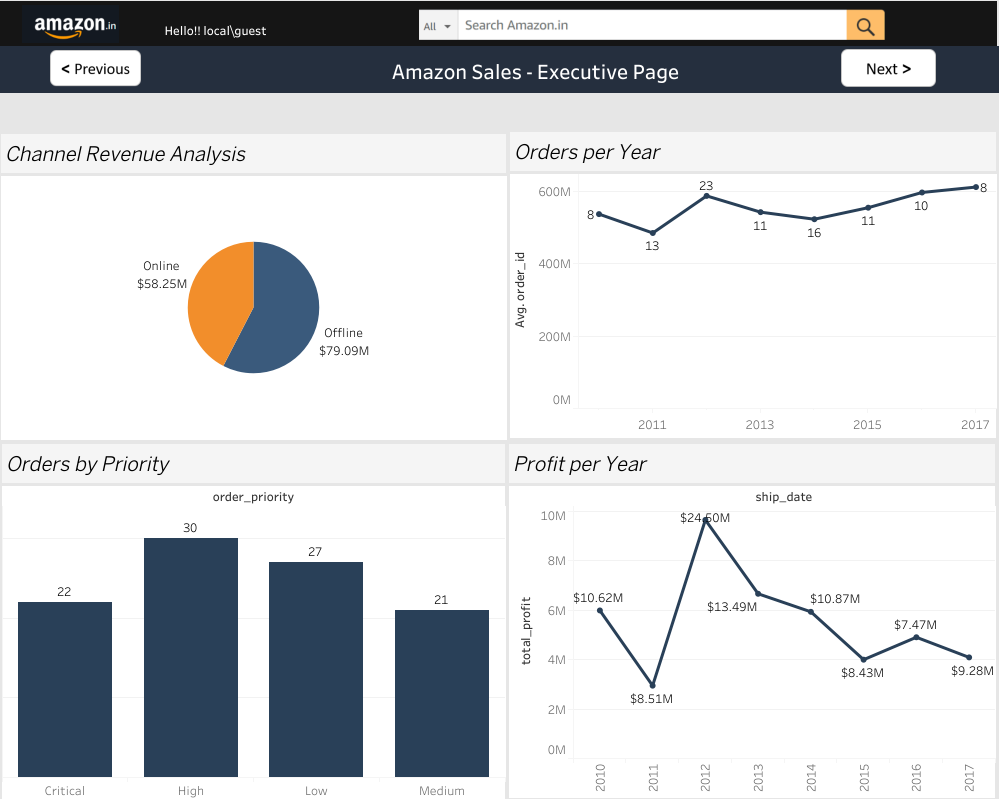 amazon.in
Hello!! local\guest
All
Search Amazon.in
< Previous
Amazon Sales - Executive Page
Next >
Channel Revenue Analysis
Online
$58.25M
Offline
$79.09M
Orders per Year
Avg. order_id
600M
400M
200M
0M
8
13
23
11
16
11
10
8
2011
2013
2015
2017
Orders by Priority
order_priority
22
30
27
21
Critical
High
Low
Medium
Profit per Year
ship_date
total_profit
10M
8M
6M
4M
2M
0M
$10.62M
$8.51M
$24.50M
$13.49M
$10.87M
$8.43M
$7.47M
$9.28M
2010
2011
2012
2013
2014
2015
2016
2017